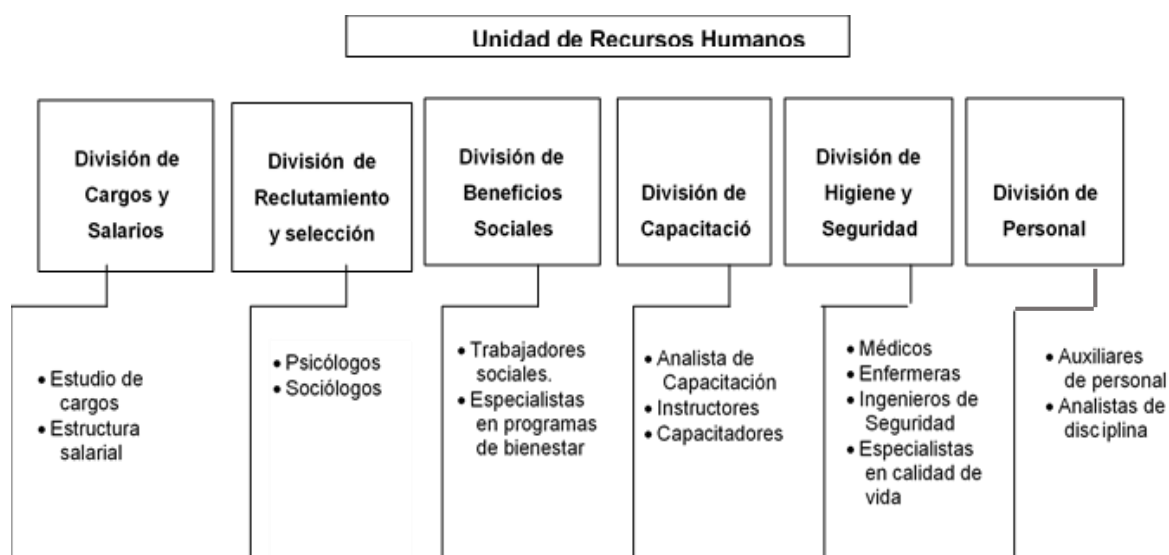 Unidad de Recursos Humanos
División de
Cargos y
Salarios
División de
Reclutamiento
y selección
División de
Beneficios
Sociales
División de
Capacitació
División de
Higiene y
Seguridad
División de
Personal
• Estudio de
cargos
• Estructura
salarial
• Psicólogos
• Sociólogos
• Trabajadores
sociales.
• Especialistas
en programas
de bienestar
• Analista de
Capacitación
• Instructores
• Capacitadores
• Médicos
• Enfermeras
• Ingenieros de
Seguridad
• Especialistas
en calidad de
vida
• Auxiliares
de personal
• Analistas de
disciplina